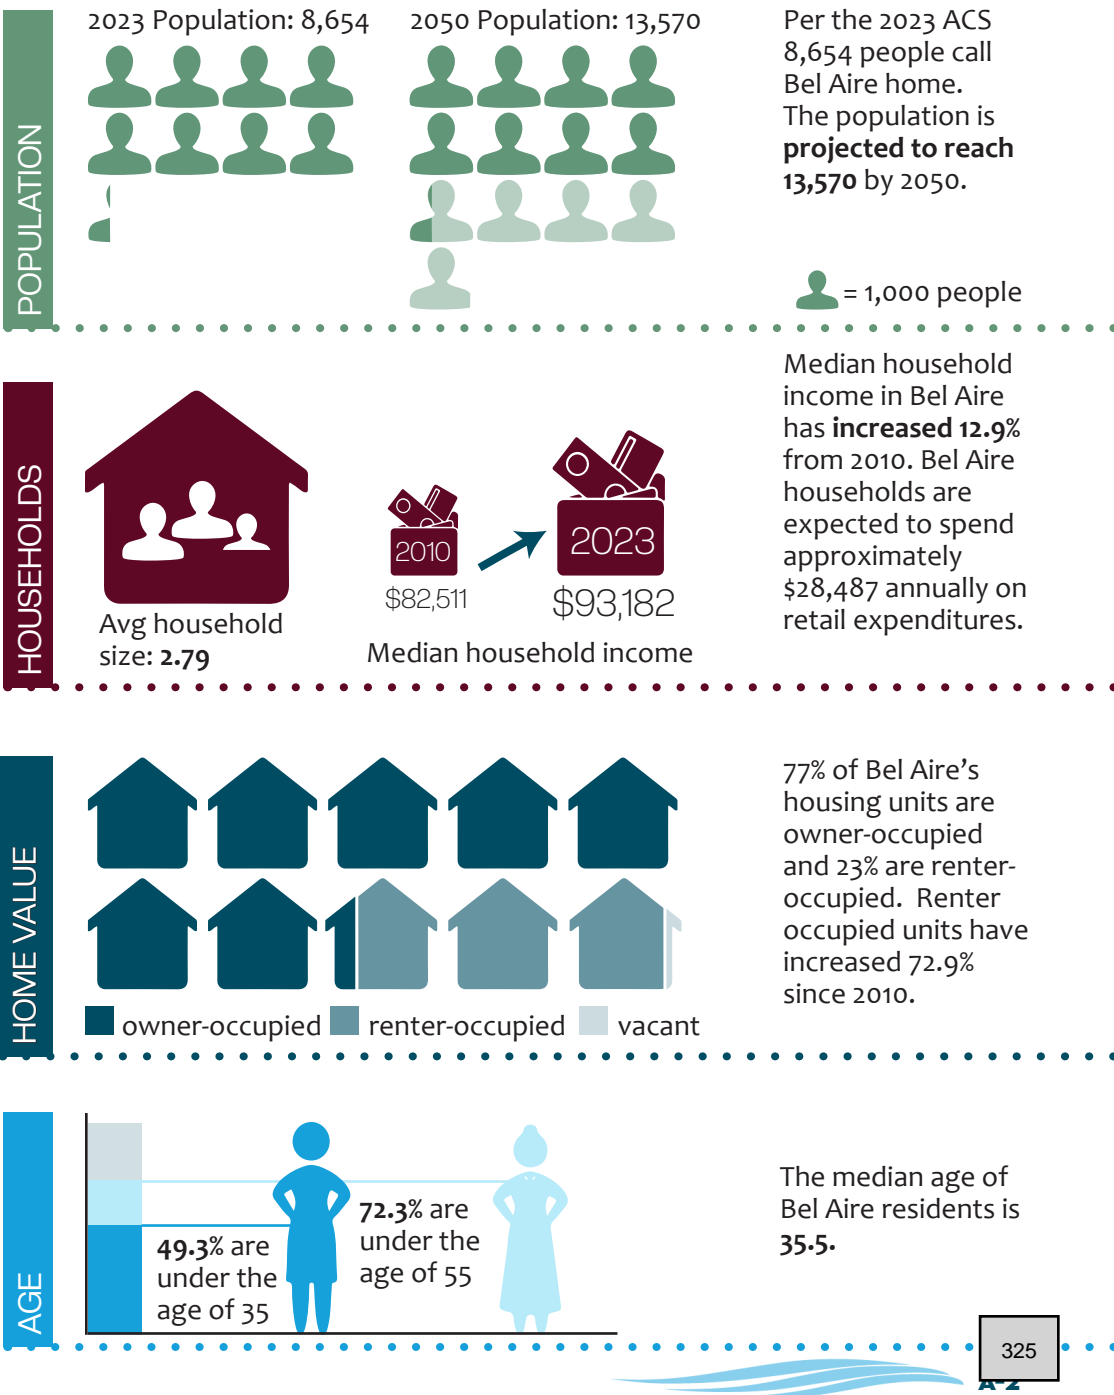 POPULATION
2023 Population: 8,654
2050 Population: 13,570
Per the 2023 ACS
8,654 people call
Bel Aire home.
The population is
projected to reach
13,570 by 2050.
= 1,000 people
HOUSEHOLDS
Avg household
size: 2.79
2010
$82,511
2023
$93,182
Median household income
Median household
income in Bel Aire
has increased 12.9%
from 2010. Bel Aire
households are
expected to spend
approximately
$28,487 annually on
retail expenditures.
HOME VALUE
owner-occupied
renter-occupied
vacant
77% of Bel Aire's
housing units are
owner-occupied
and 23% are renter-
occupied. Renter
occupied units have
increased 72.9%
since 2010.
AGE
49.3% are
under the
age of 35
72.3% are
under the
age of 55
The median age of
Bel Aire residents is
35.5.
325
A-2